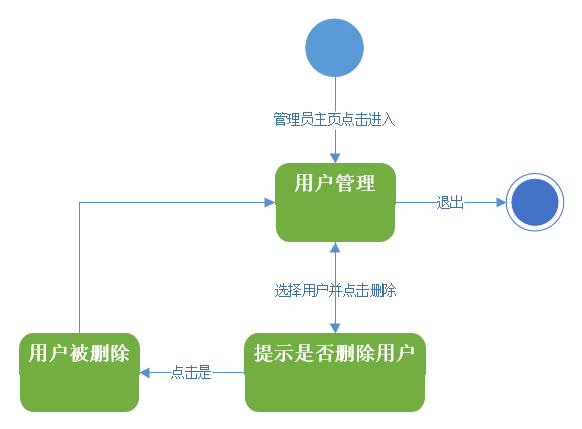 管理员主页点击进入
用户管理
退出
选择用户并点击删除
用户被删除
点击是
提示是否删除用户